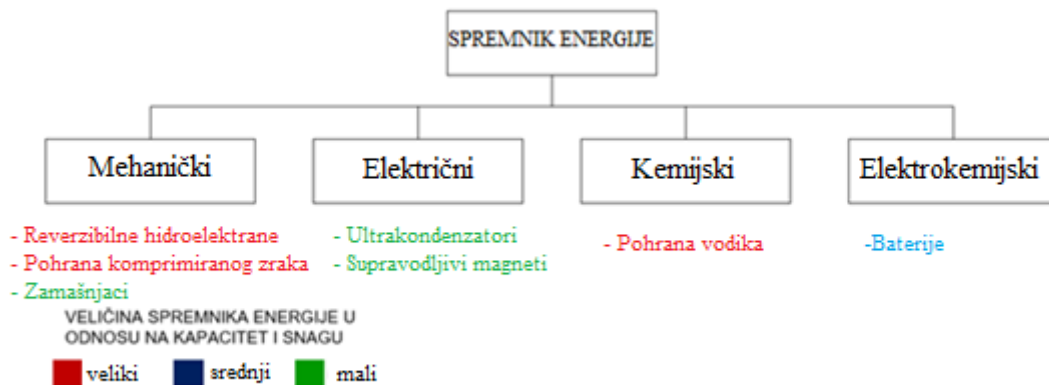 SPREMNIK ENERGIJE
Mehanički
Električni
Kemijski
Elektrokemijski
- Reverzibilne hidroelektrane
- Pohrana komprimiranog zraka
- Zamašnjaci
- Ultrakondenzatori
- Supravodljivi magneti
- Pohrana vodika
-Baterije
VELIČINA SPREMNIKA ENERGIJE U
ODNOSU NA KAPACITET I SNAGU
veliki
srednji
mali